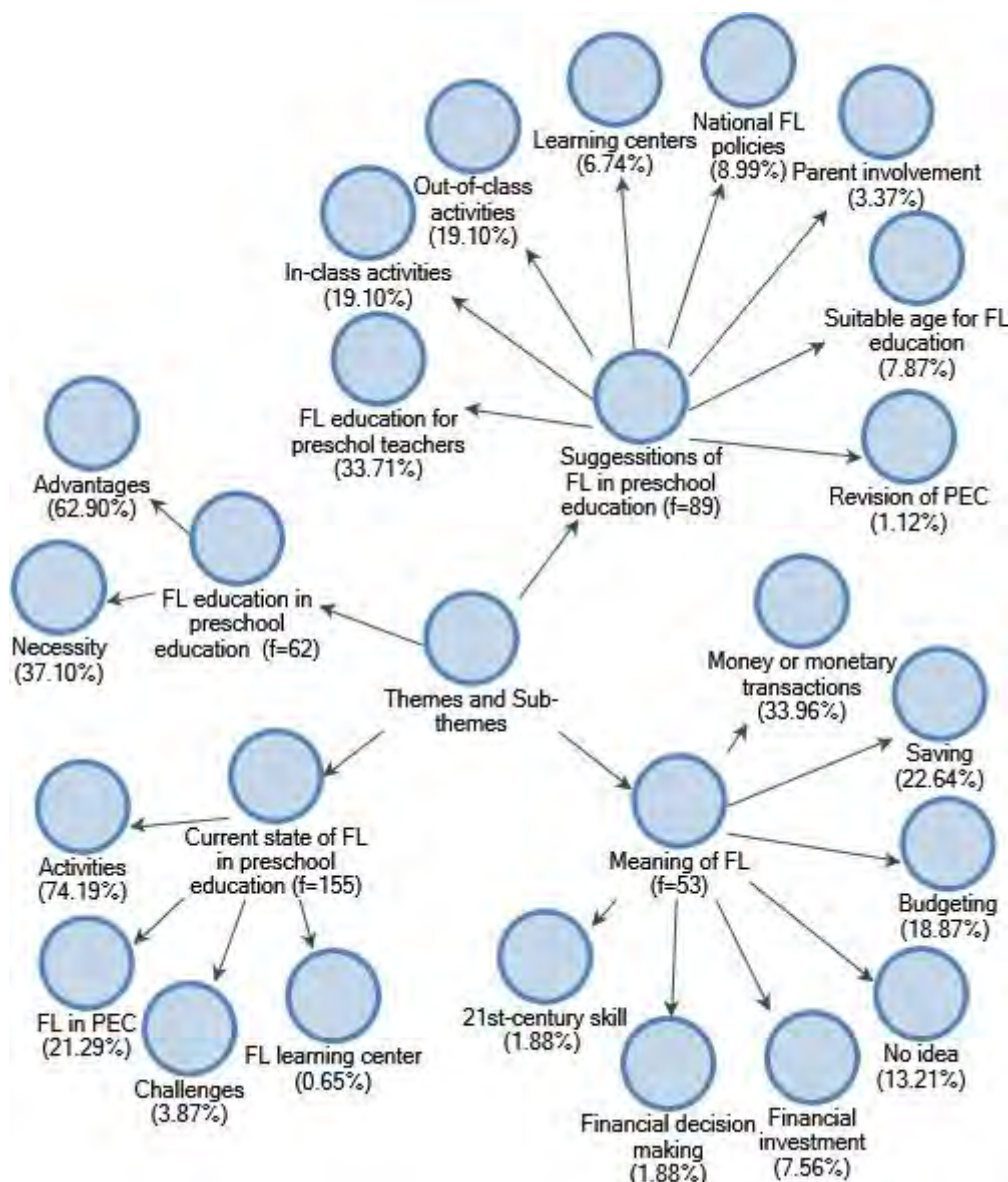 Learning centers
(6.74%)
National FL
policies
(8.99%)
Parent involvement
(3.37%)
Out-of-class
activities
(19.10%)
In-class activities
(19.10%)
Suitable age for FL
education
(7.87%)
FL education for
preschol teachers
(33.71%)
Suggessitions of
FL in preschool
education (f=89)
Revision of PEC
(1.12%)
Advantages
(62.90%)
FL education in
preschool
education (f=62)
Necessity
(37.10%)
Themes and Sub-
themes
Money or monetary
transactions
(33.96%)
Saving
(22.64%)
Current state of FL
in preschool
education (f=155)
Activities
(74.19%)
Meaning of FL
(f=53)
Budgeting
(18.87%)
FL in PEC
(21.29%)
Challenges
(3.87%)
FL learning center
(0.65%)
21st-century skill
(1.88%)
Financial decision
making
(1.88%)
Financial
investment
(7.56%)
No idea
(13.21%)